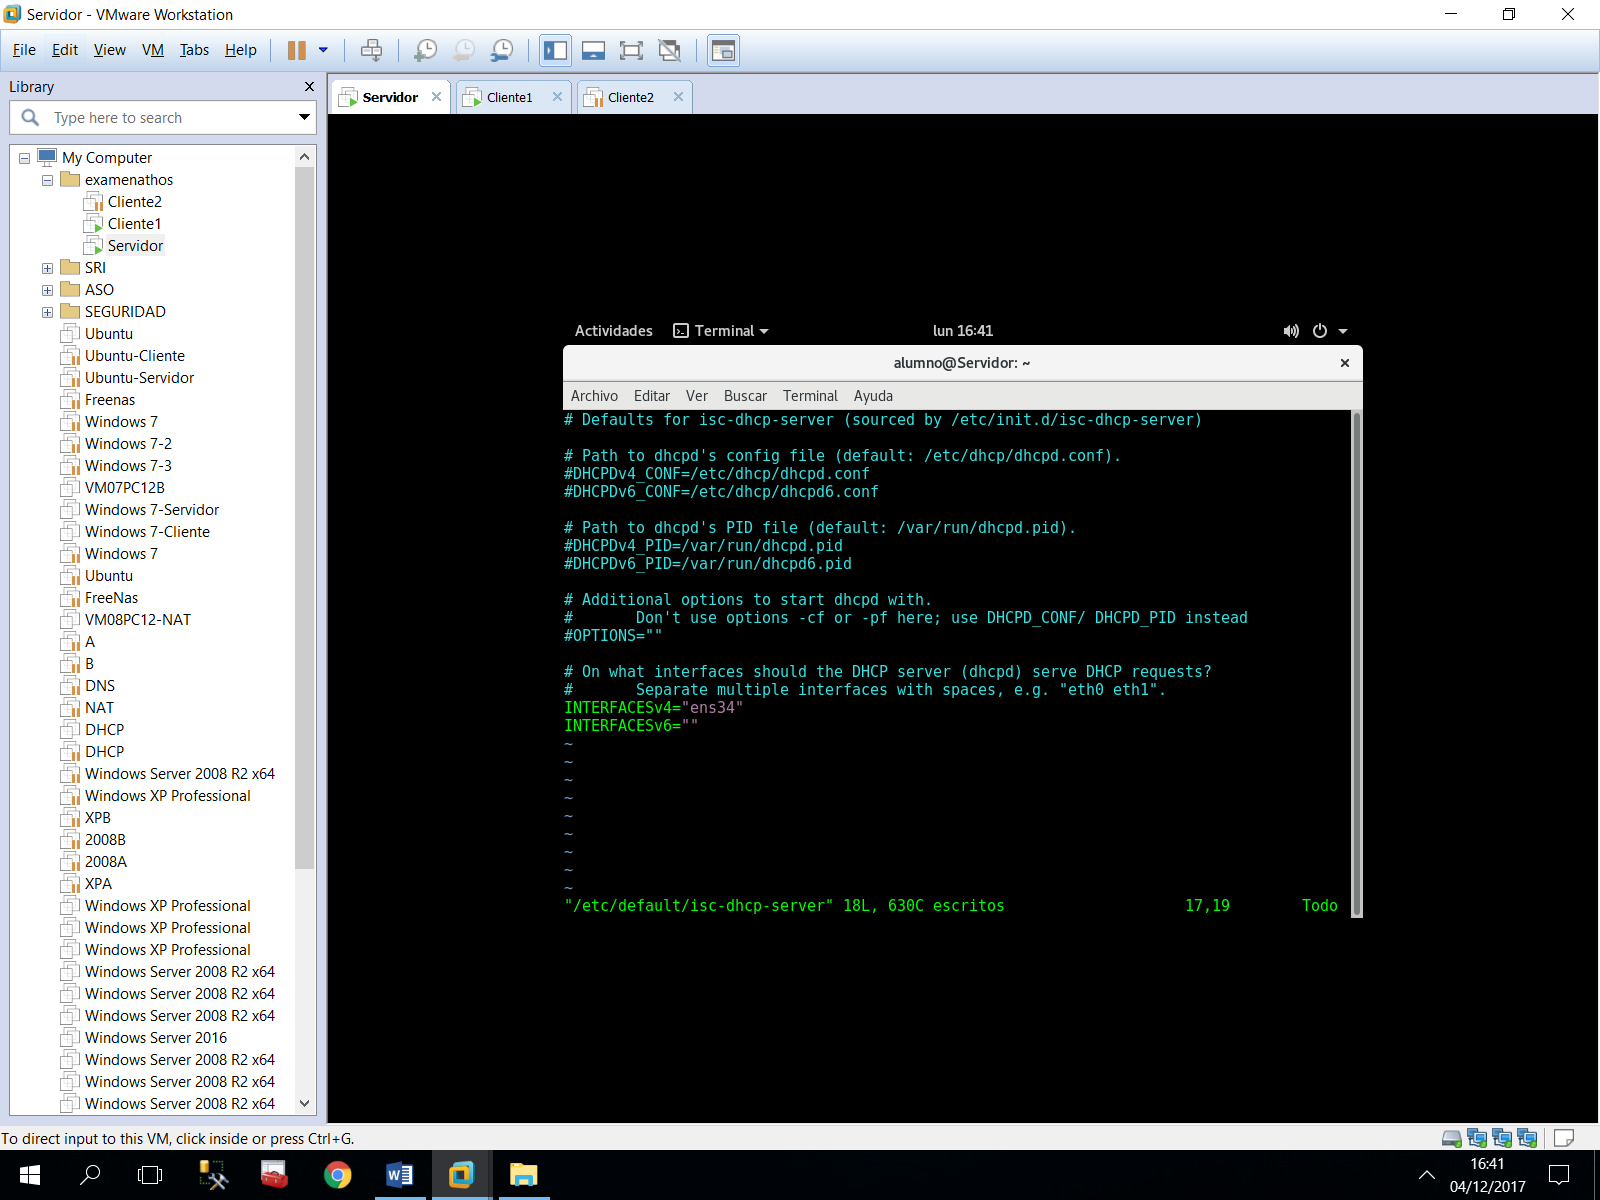 Servidor - VMware Workstation
File Edit View VM Tabs Help
Library
Type here to search
My Computer
examenathos
Cliente2
Cliente1
Servidor
SRI
ASO
SEGURIDAD
Ubuntu
Ubuntu-Cliente
Ubuntu-Servidor
Freenas
Windows 7
Windows 7-2
Windows 7-3
VM07PC12B
Windows 7-Servidor
Windows 7-Cliente
Windows 7
Ubuntu
FreeNas
VM08PC12-NAT
A
B
DNS
NAT
DHCP
DHCP
Windows Server 2008 R2 x64
Windows XP Professional
XPB
2008B
2008A
XPA
Windows XP Professional
Windows XP Professional
Windows XP Professional
Windows Server 2008 R2 x64
Windows Server 2008 R2 x64
Windows Server 2008 R2 x64
Windows Server 2016
Windows Server 2008 R2 x64
Windows Server 2008 R2 x64
Windows Server 2008 R2 x64
Servidor Cliente1 Cliente2
Actividades Terminal lun 16:41
alumno@Servidor: ~
Archivo Editar Ver Buscar Terminal Ayuda
# Defaults for isc-dhcp-server (sourced by /etc/init.d/isc-dhcp-server)
# Path to dhcpd's config file (default: /etc/dhcp/dhcpd.conf).
#DHCPDv4_CONF=/etc/dhcp/dhcpd.conf
#DHCPDv6_CONF=/etc/dhcp/dhcpd6.conf
# Path to dhcpd's PID file (default: /var/run/dhcpd.pid).
#DHCPDv4_PID=/var/run/dhcpd.pid
#DHCPDv6_PID=/var/run/dhcpd6.pid
# Additional options to start dhcpd with.
#       Don't use options -cf or -pf here; use DHCPD_CONF/ DHCPD_PID instead
#OPTIONS=""
# On what interfaces should the DHCP server (dhcpd) serve DHCP requests?
#       Separate multiple interfaces with spaces, e.g. "eth0 eth1".
INTERFACESv4="ens34"
INTERFACESv6=""
~
~
~
~
~
~
~
~
~
"/etc/default/isc-dhcp-server" 18L, 630C escritos 17,19 Todo
To direct input to this VM, click inside or press Ctrl+G.
16:41
04/12/2017